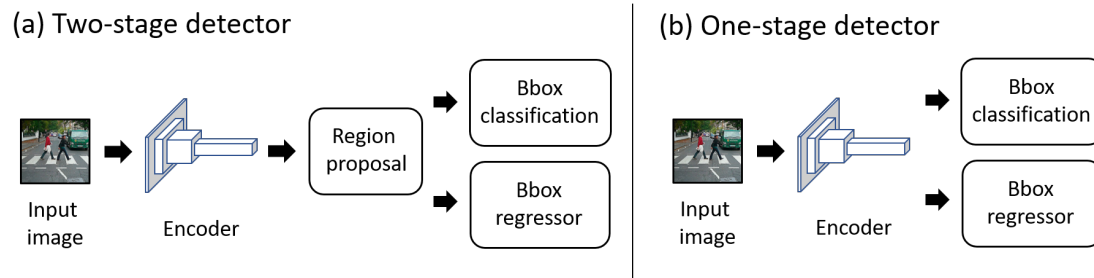 (a) Two-stage detector
Input
image
Encoder
Region
proposal
Bbox
classification
Bbox
regressor
(b) One-stage detector
Input
image
Encoder
Bbox
classification
Bbox
regressor